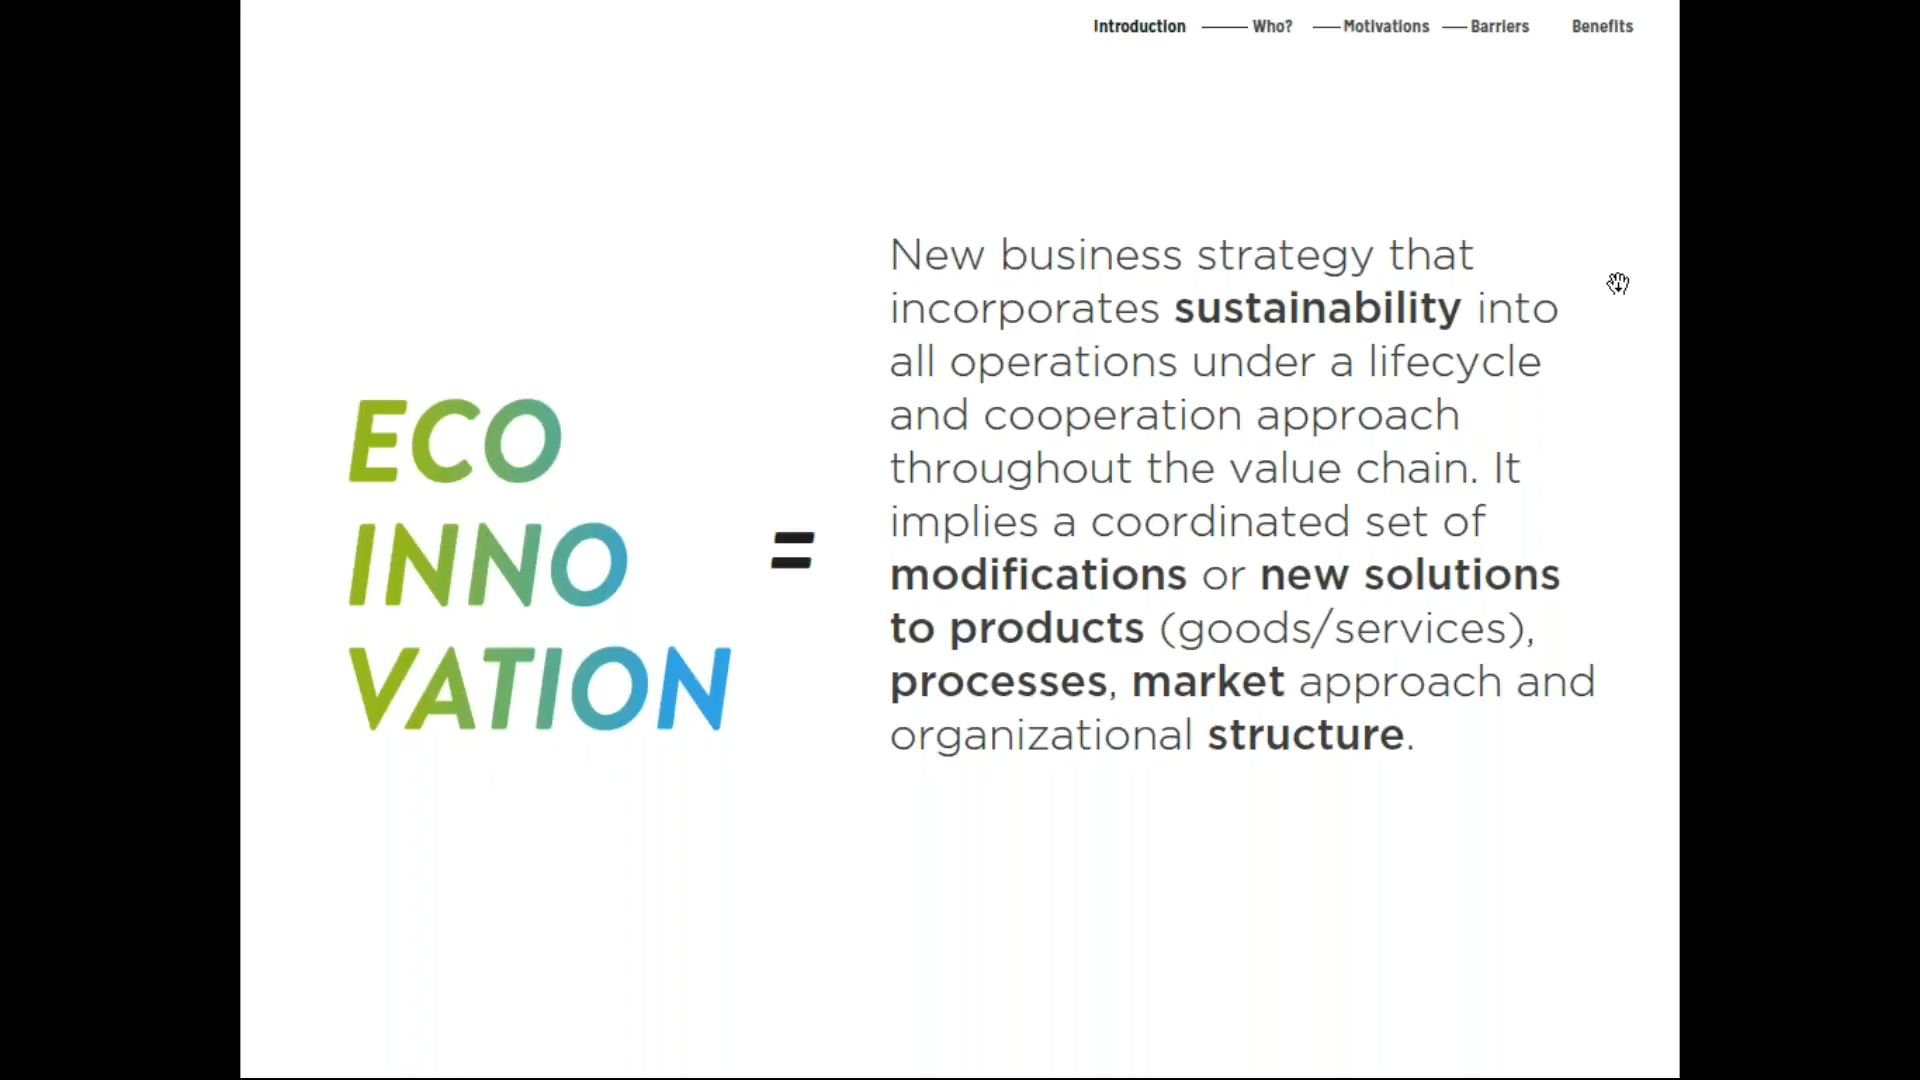 Introduction Who? Motivations Barriers Benefits
New business strategy that
incorporates sustainability into
all operations under a lifecycle
and cooperation approach
throughout the value chain. It
implies a coordinated set of
modifications or new solutions
to products (goods/services),
processes, market approach and
organizational structure.
ECO
INNO
VATION
=